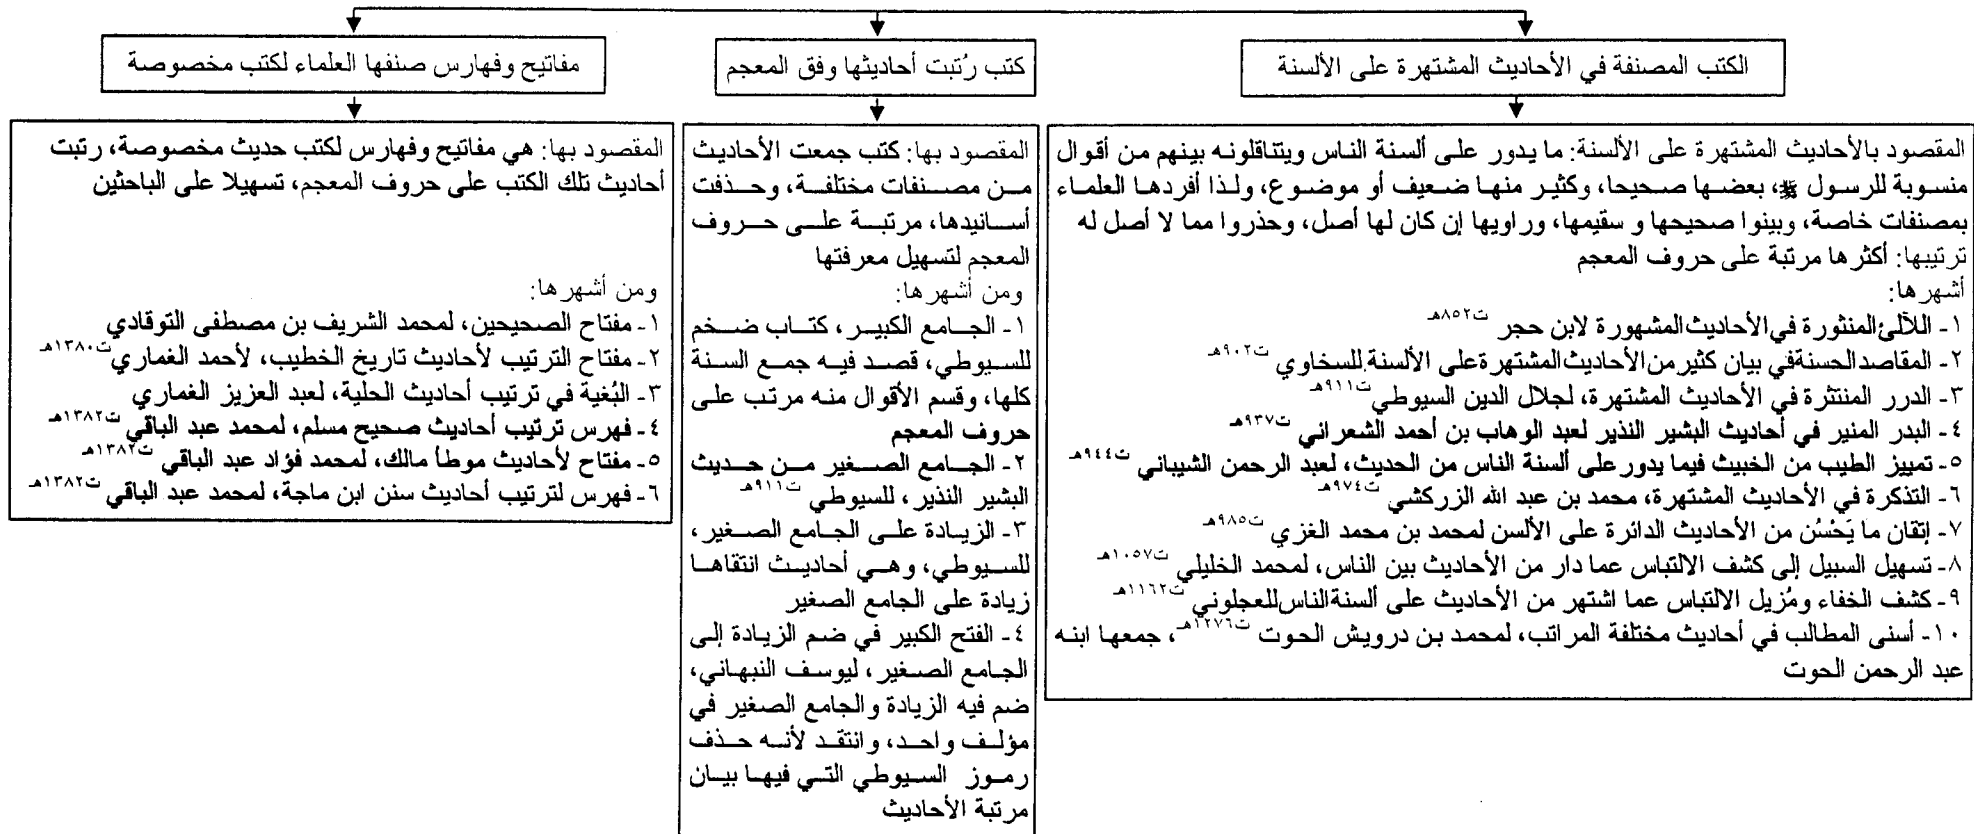 الكتب المصنفة في الأحاديث المشتهرة على الألسنة
المقصود بالأحاديث المشتهرة على الألسنة: ما يدور على ألسنة الناس ويتناقلونه بينهم من أقوال
منسوبة للرسول ﷺ، بعضها صحيحا، وكثير منها ضعيف أو موضوع، ولذا أفردها العلماء
بمصنفات خاصة، وبينوا صحيحها و سقيمها، وراويها إن كان لها أصل، وحذروا مما لا أصل له
ترتيبها: أكثرها مرتبة على حروف المعجم
أشهرها:
١- اللآلئ المنثورة في الأحاديث المشهورة لابن حجر ت٨٥٢هـ
٢- المقاصد الحسنة في بيان كثير من الأحاديث المشتهرة على الألسنة للسخاوي ت٩٠٢هـ
٣- الدرر المنتثرة في الأحاديث المشتهرة، لجلال الدين السيوطي ت٩١١هـ
٤- البدر المنير في أحاديث البشير النذير لعبد الوهاب بن أحمد الشعراني ت٩٣٧هـ
٥- تمييز الطيب من الخبيث فيما يدور على ألسنة الناس من الحديث، لعبد الرحمن الشيباني ت٩٤٤هـ
٦- التذكرة في الأحاديث المشتهرة، محمد بن عبد الله الزركشي ت٩٧٤هـ
٧- إتقان ما يَحْسُن من الأحاديث الدائرة على الألسن لمحمد بن محمد الغزي ت٩٨٥هـ
٨- تسهيل السبيل إلى كشف الالتباس عما دار من الأحاديث بين الناس، لمحمد الخليلي ت١٠٥٧هـ
٩- كشف الخفاء ومُزيل الالتباس عما اشتهر من الأحاديث على ألسنة الناس للعجلوني ت١١٦٢هـ
١٠- أسنى المطالب في أحاديث مختلفة المراتب، لمحمد بن درويش الحوت ت١٢٧٦هـ، جمعها ابنه
عبد الرحمن الحوت
كتب رُتبت أحاديثها وفق المعجم
المقصود بها: كتب جمعت الأحاديث
من مصنفات مختلفة، وحذفت
أسانيدها، مرتبة على حروف
المعجم لتسهيل معرفتها
ومن أشهرها:
١- الجامع الكبير، كتاب ضخم
للسيوطي، قصد فيه جمع السنة
كلها، وقسم الأقوال منه مرتب على
حروف المعجم
٢- الجامع الصغير من حديث
البشير النذير، للسيوطي ت٩١١هـ
٣- الزيادة على الجامع الصغير،
للسيوطي، وهي أحاديث انتقاها
زيادة على الجامع الصغير
٤- الفتح الكبير في ضم الزيادة إلى
الجامع الصغير، ليوسف النبهاني،
ضم فيه الزيادة والجامع الصغير في
مؤلف واحد، وانتقد لأنه حذف
رموز السيوطي التي فيها بيان
مرتبة الأحاديث
مفاتيح وفهارس صنفها العلماء لكتب مخصوصة
المقصود بها: هي مفاتيح وفهارس لكتب حديث مخصوصة، رتبت
أحاديث تلك الكتب على حروف المعجم، تسهيلا على الباحثين
ومن أشهرها:
١- مفتاح الصحيحين، لمحمد الشريف بن مصطفى التوقادي
٢- مفتاح الترتيب لأحاديث تاريخ الخطيب، لأحمد الغماري ت١٣٨٠هـ
٣- البُغية في ترتيب أحاديث الحلية، لعبد العزيز الغماري
٤- فهرس ترتيب أحاديث صحيح مسلم، لمحمد عبد الباقي ت١٣٨٢هـ
٥- مفتاح لأحاديث موطأ مالك، لمحمد فؤاد عبد الباقي ت١٣٨٢هـ
٦- فهرس لترتيب أحاديث سنن ابن ماجة، لمحمد عبد الباقي ت١٣٨٢هـ